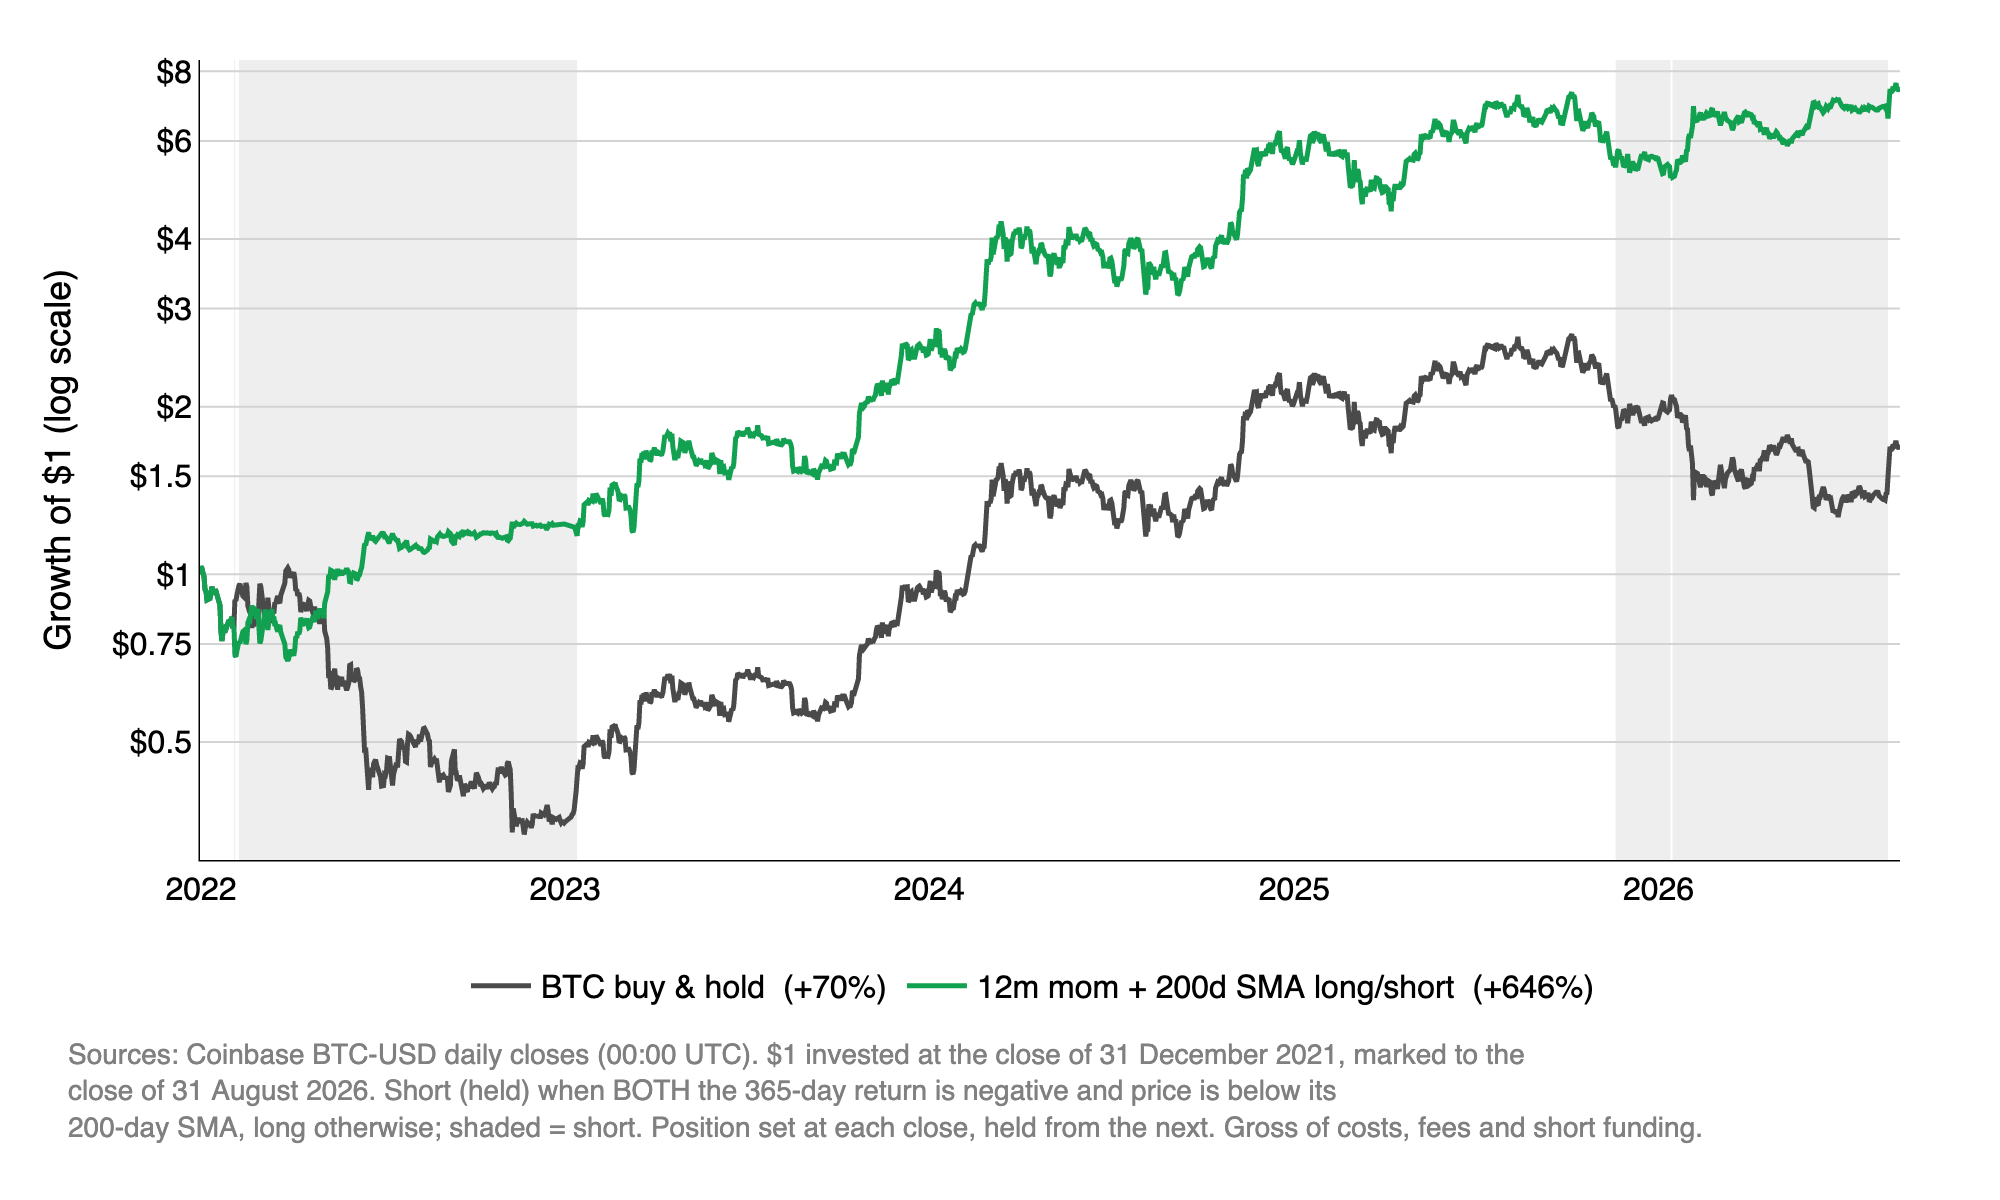 Growth of $1 (log scale)
$8
$6
$4
$3
$2
$1.5
$1
$0.75
$0.5
2022 2023 2024 2025 2026
BTC buy & hold (+70%) 12m mom + 200d SMA long/short (+646%)
Sources: Coinbase BTC-USD daily closes (00:00 UTC). $1 invested at the close of 31 December 2021, marked to the
close of 31 August 2026. Short (held) when BOTH the 365-day return is negative and price is below its
200-day SMA, long otherwise; shaded = short. Position set at each close, held from the next. Gross of costs, fees and short funding.